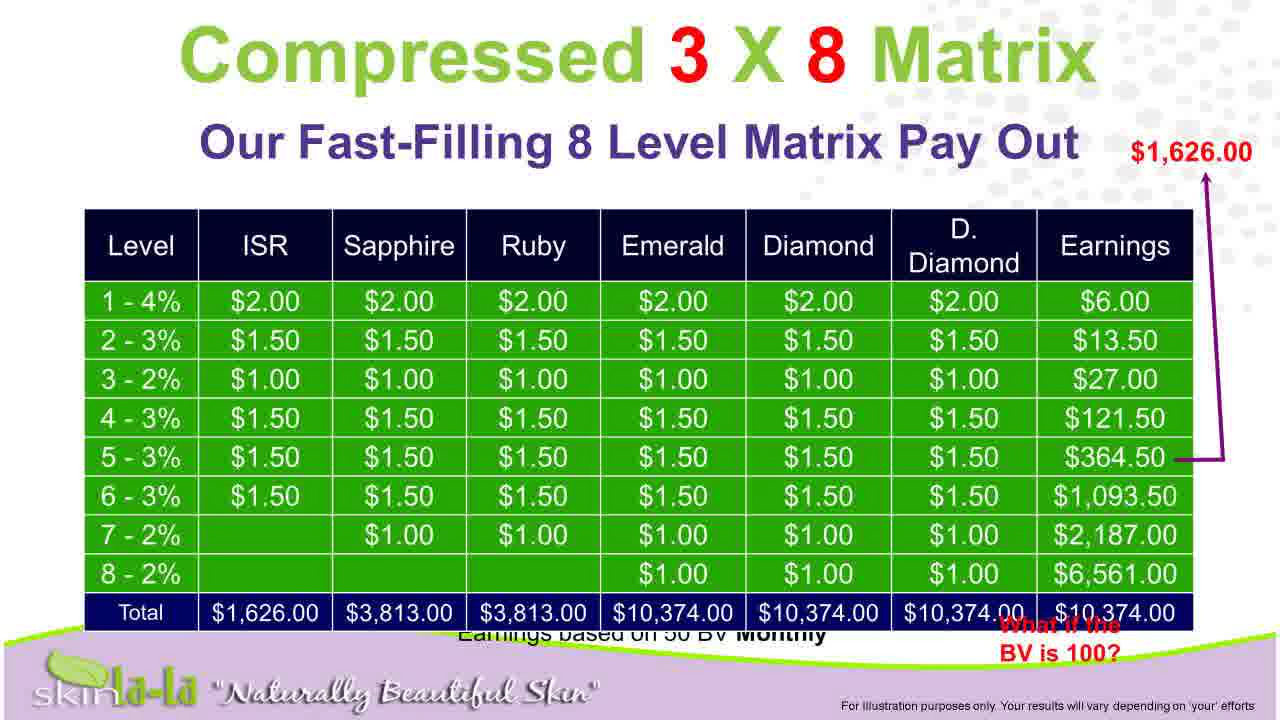 Compressed 3 X 8 Matrix
Our Fast-Filling 8 Level Matrix Pay Out
$1,626.00
Level ISR Sapphire Ruby Emerald Diamond D. Diamond Earnings
1 - 4% $2.00 $2.00 $2.00 $2.00 $2.00 $2.00 $6.00
2 - 3% $1.50 $1.50 $1.50 $1.50 $1.50 $1.50 $13.50
3 - 2% $1.00 $1.00 $1.00 $1.00 $1.00 $1.00 $27.00
4 - 3% $1.50 $1.50 $1.50 $1.50 $1.50 $1.50 $121.50
5 - 3% $1.50 $1.50 $1.50 $1.50 $1.50 $1.50 $364.50
6 - 3% $1.50 $1.50 $1.50 $1.50 $1.50 $1.50 $1,093.50
7 - 2% $1.00 $1.00 $1.00 $1.00 $1.00 $2,187.00
8 - 2% $1.00 $1.00 $1.00 $6,561.00
Total $1,626.00 $3,813.00 $3,813.00 $10,374.00 $10,374.00 $10,374.00 $10,374.00
Earnings based on 50 BV Monthly
What if the
BV is 100?
skin la-la "Naturally Beautiful Skin"
For Illustration purposes only. Your results will vary depending on 'your' efforts